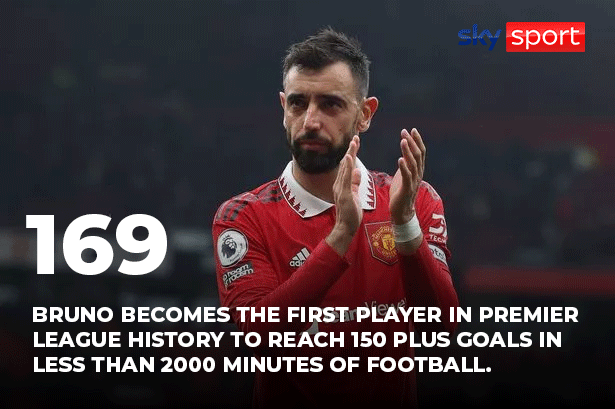 sky sport
169
BRUNO BECOMES THE FIRST PLAYER IN PREMIER
LEAGUE HISTORY TO REACH 150 PLUS GOALS IN
LESS THAN 2000 MINUTES OF FOOTBALL.
adidas